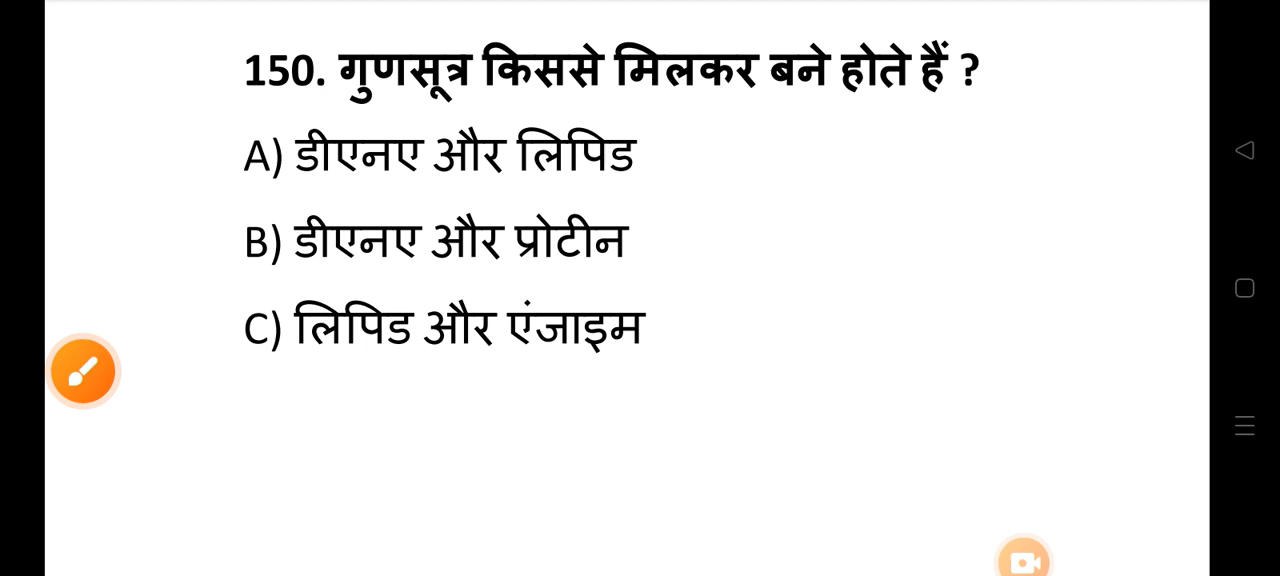 150. गुणसूत्र किससे मिलकर बने होते हैं ?
A) डीएनए और लिपिड
B) डीएनए और प्रोटीन
C) लिपिड और एंजाइम